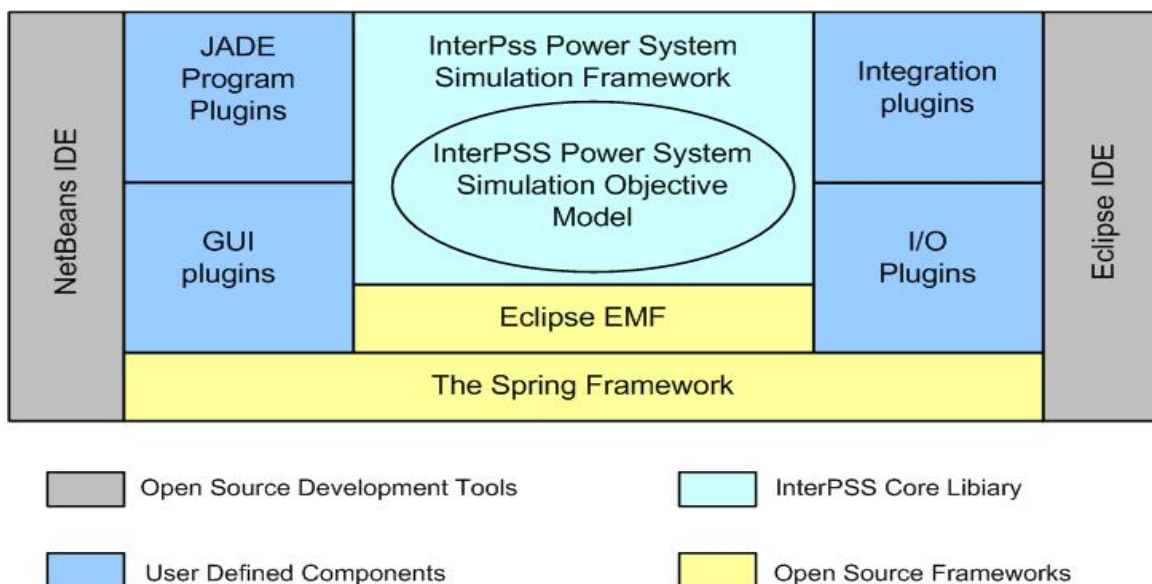 NetBeans IDE
JADE
Program
Plugins
GUI
plugins
InterPss Power System
Simulation Framework
InterPSS Power System
Simulation Objective
Model
Eclipse EMF
The Spring Framework
Integration
plugins
I/O
Plugins
Eclipse IDE
Open Source Development Tools
InterPSS Core Libiary
User Defined Components
Open Source Frameworks